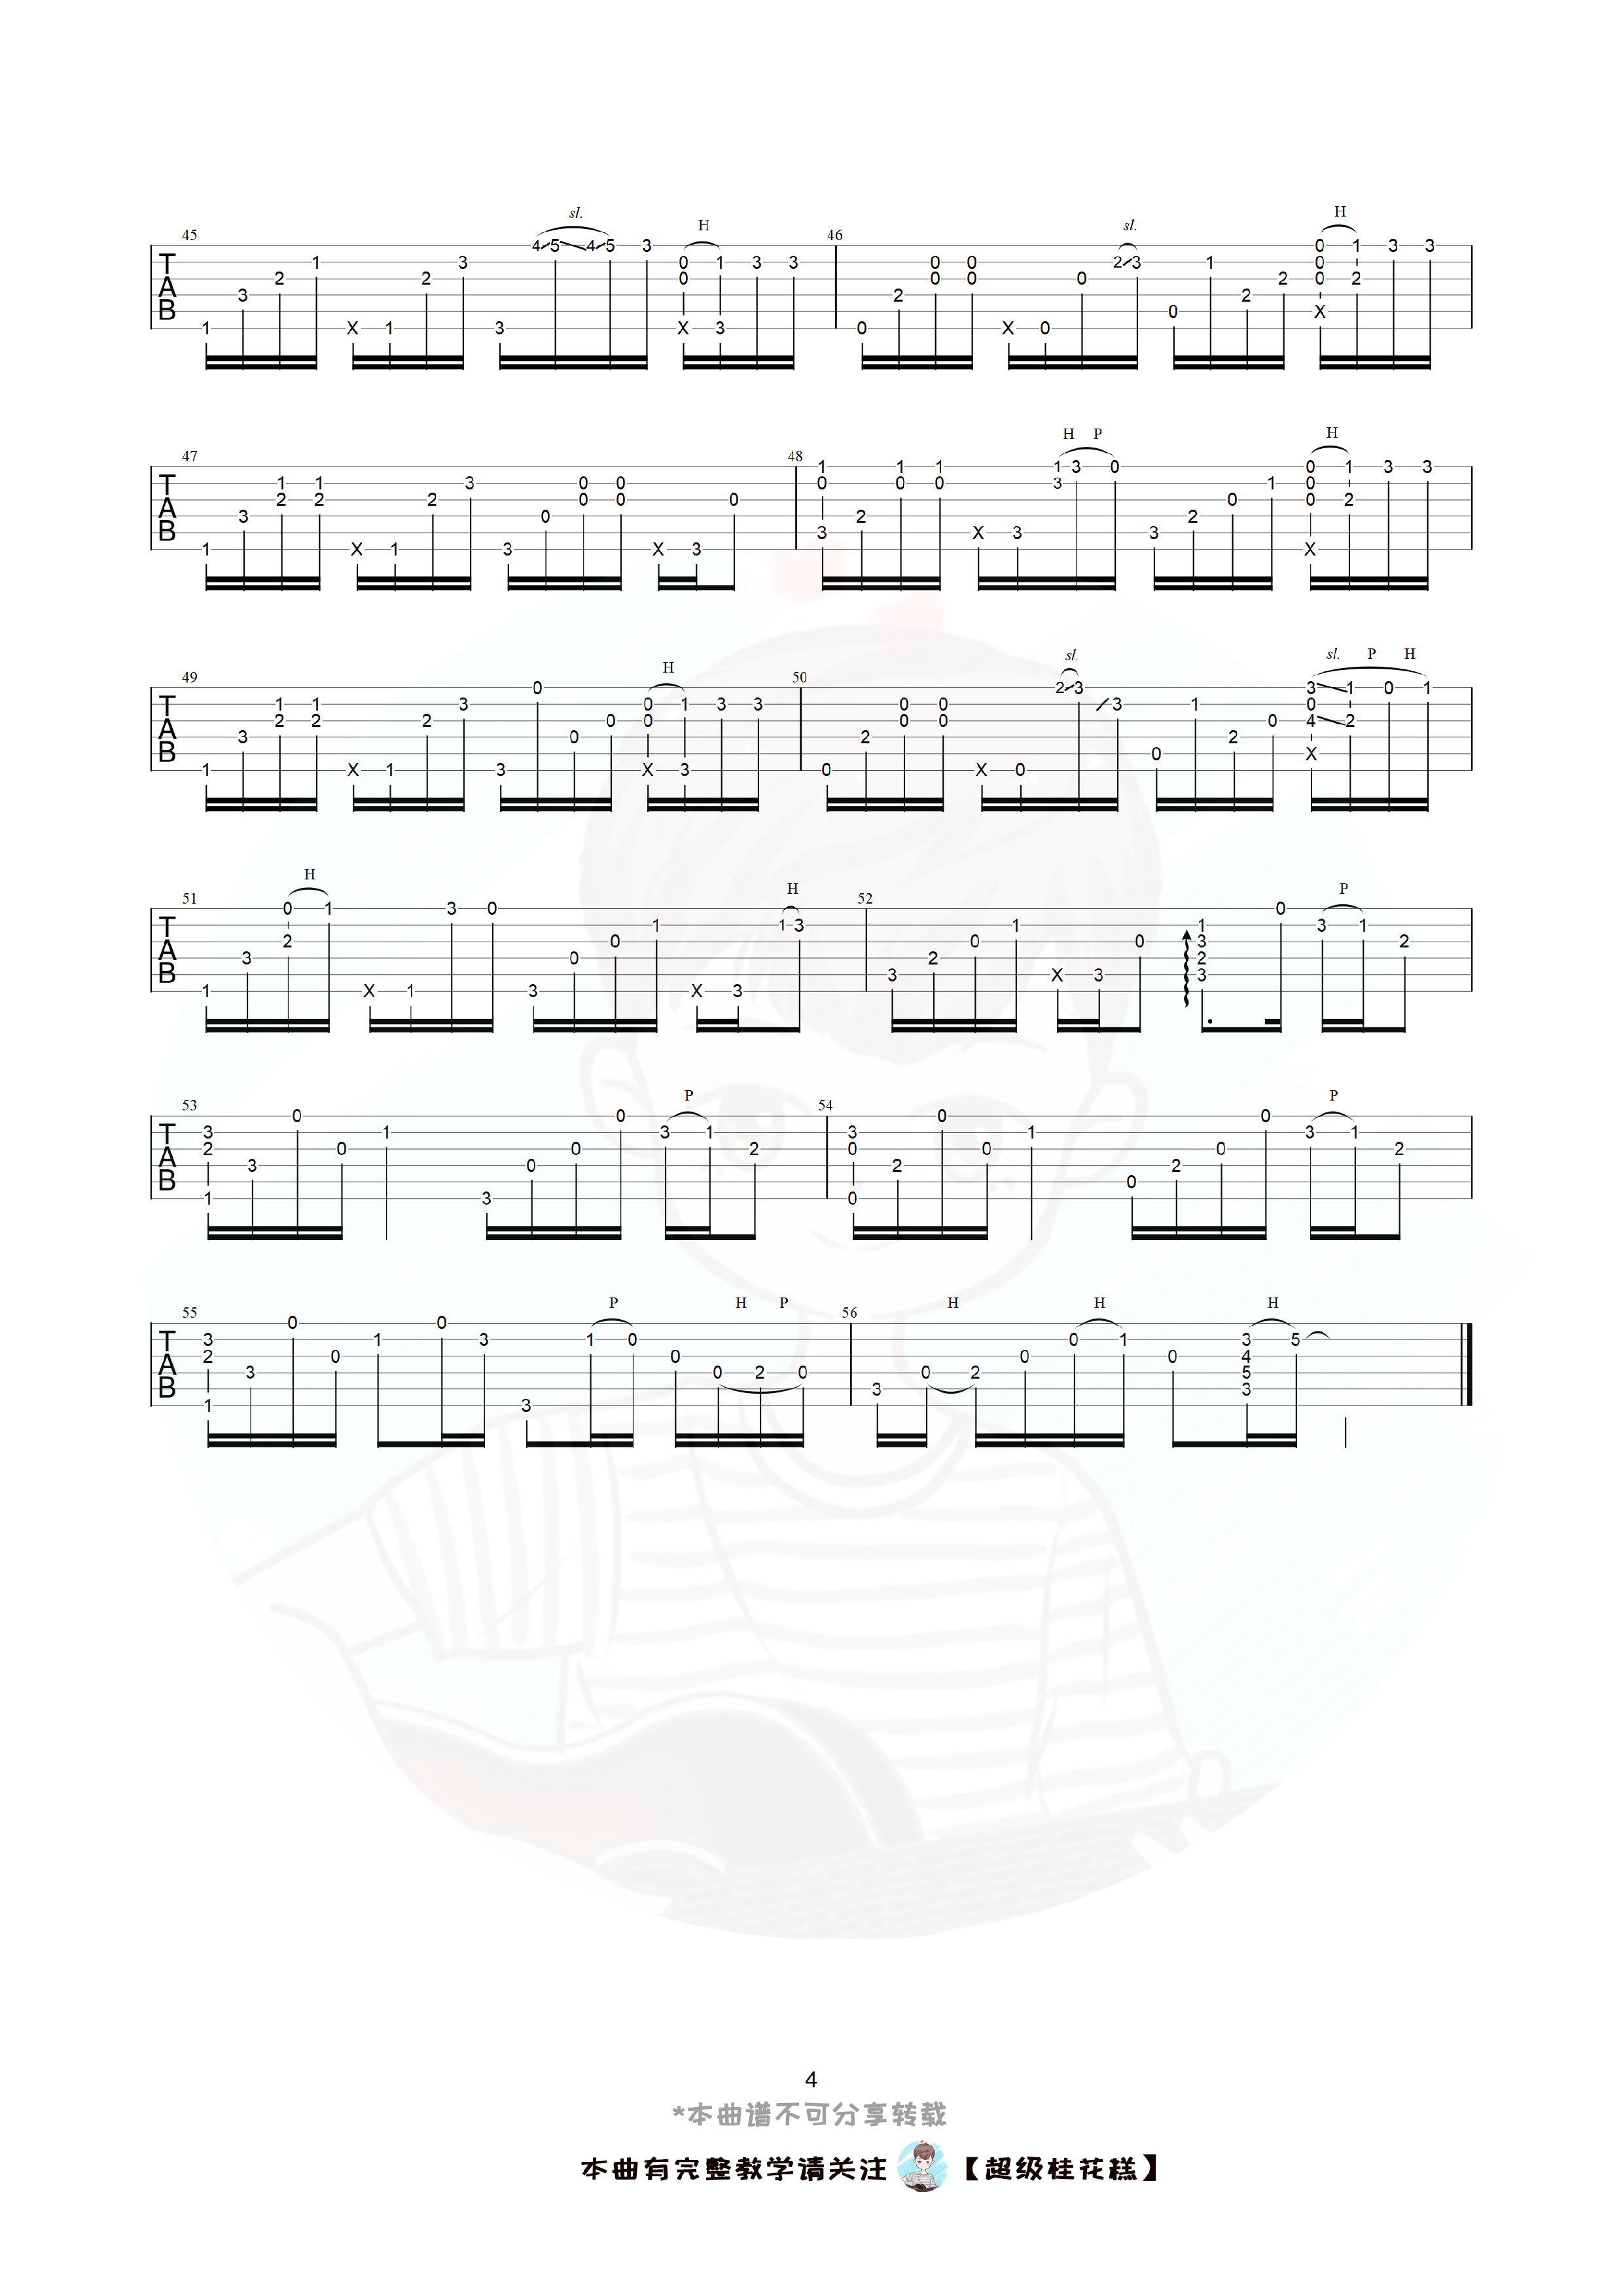 45 sl. H 46 sl. H
T 4 5 4 5 3 0 1 3 3 0 1 3 3
A 1 3 2 1 X 1 2 3 3 0 X 3 0 2 0 0 0 0 X 0 0 2 3 0 1 2 2 0 0 X 2
B
47 48 H P H
T 1 3 2 1 2 1 X 1 2 3 3 0 0 0 0 0 X 3 0 1 0 3 2 1 0 1 0 X 3 1 3 3 0 3 2 0 1 0 0 0 X 1 2 3 3
A
B
49 H 50 sl. sl. P H
T 1 3 1 2 1 2 X 1 2 3 3 0 0 0 0 0 X 1 3 3 3 0 2 0 0 0 0 X 0 2 3 3 0 1 2 0 3 0 4 X 1 2 0 1
A
B
51 H H 52 P
T 1 3 0 2 1 X 1 3 0 3 0 0 1 X 3 1 3 3 2 0 1 X 3 0 1 3 2 3 0 3 1 2
A
B
53 P 54 P
T 3 2 1 3 0 0 1 3 0 0 0 3 1 2 3 0 0 2 0 0 1 0 2 0 0 3 1 2
A
B
55 P H P 56 H H H
T 3 2 1 3 0 0 1 0 3 3 1 0 0 0 2 0 3 0 2 0 0 1 0 3 4 5 3 5
A
B
4
*本曲谱不可分享转载
本曲有完整教学请关注 【超级桂花糕】